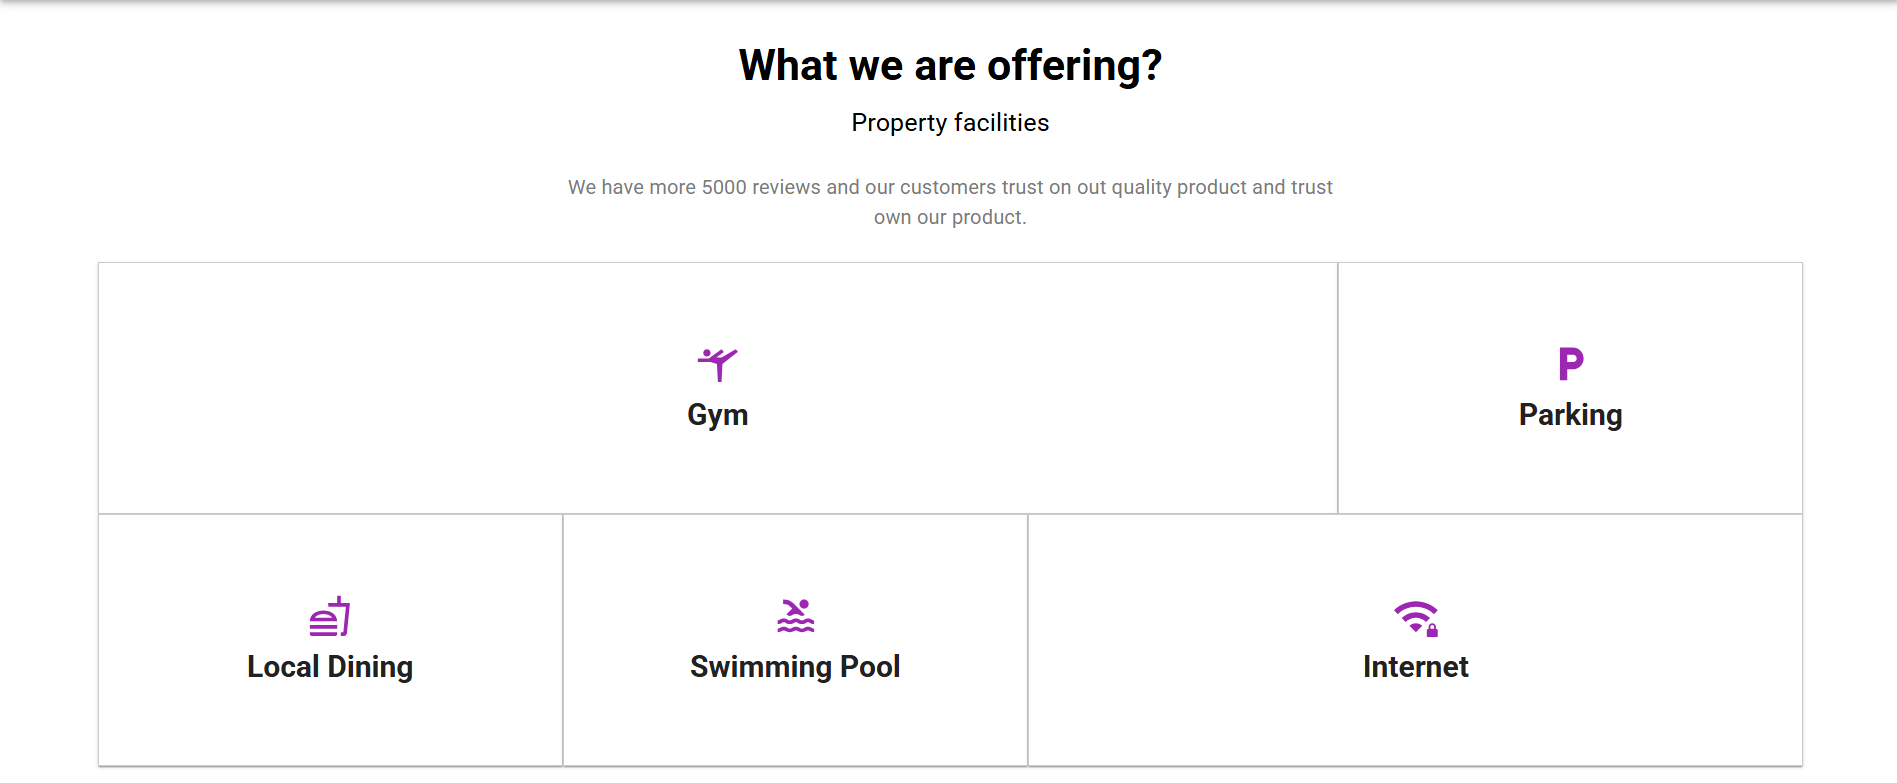 What we are offering?
Property facilities
We have more 5000 reviews and our customers trust on out quality product and trust
own our product.
Gym
P
Parking
Local Dining
Swimming Pool
Internet